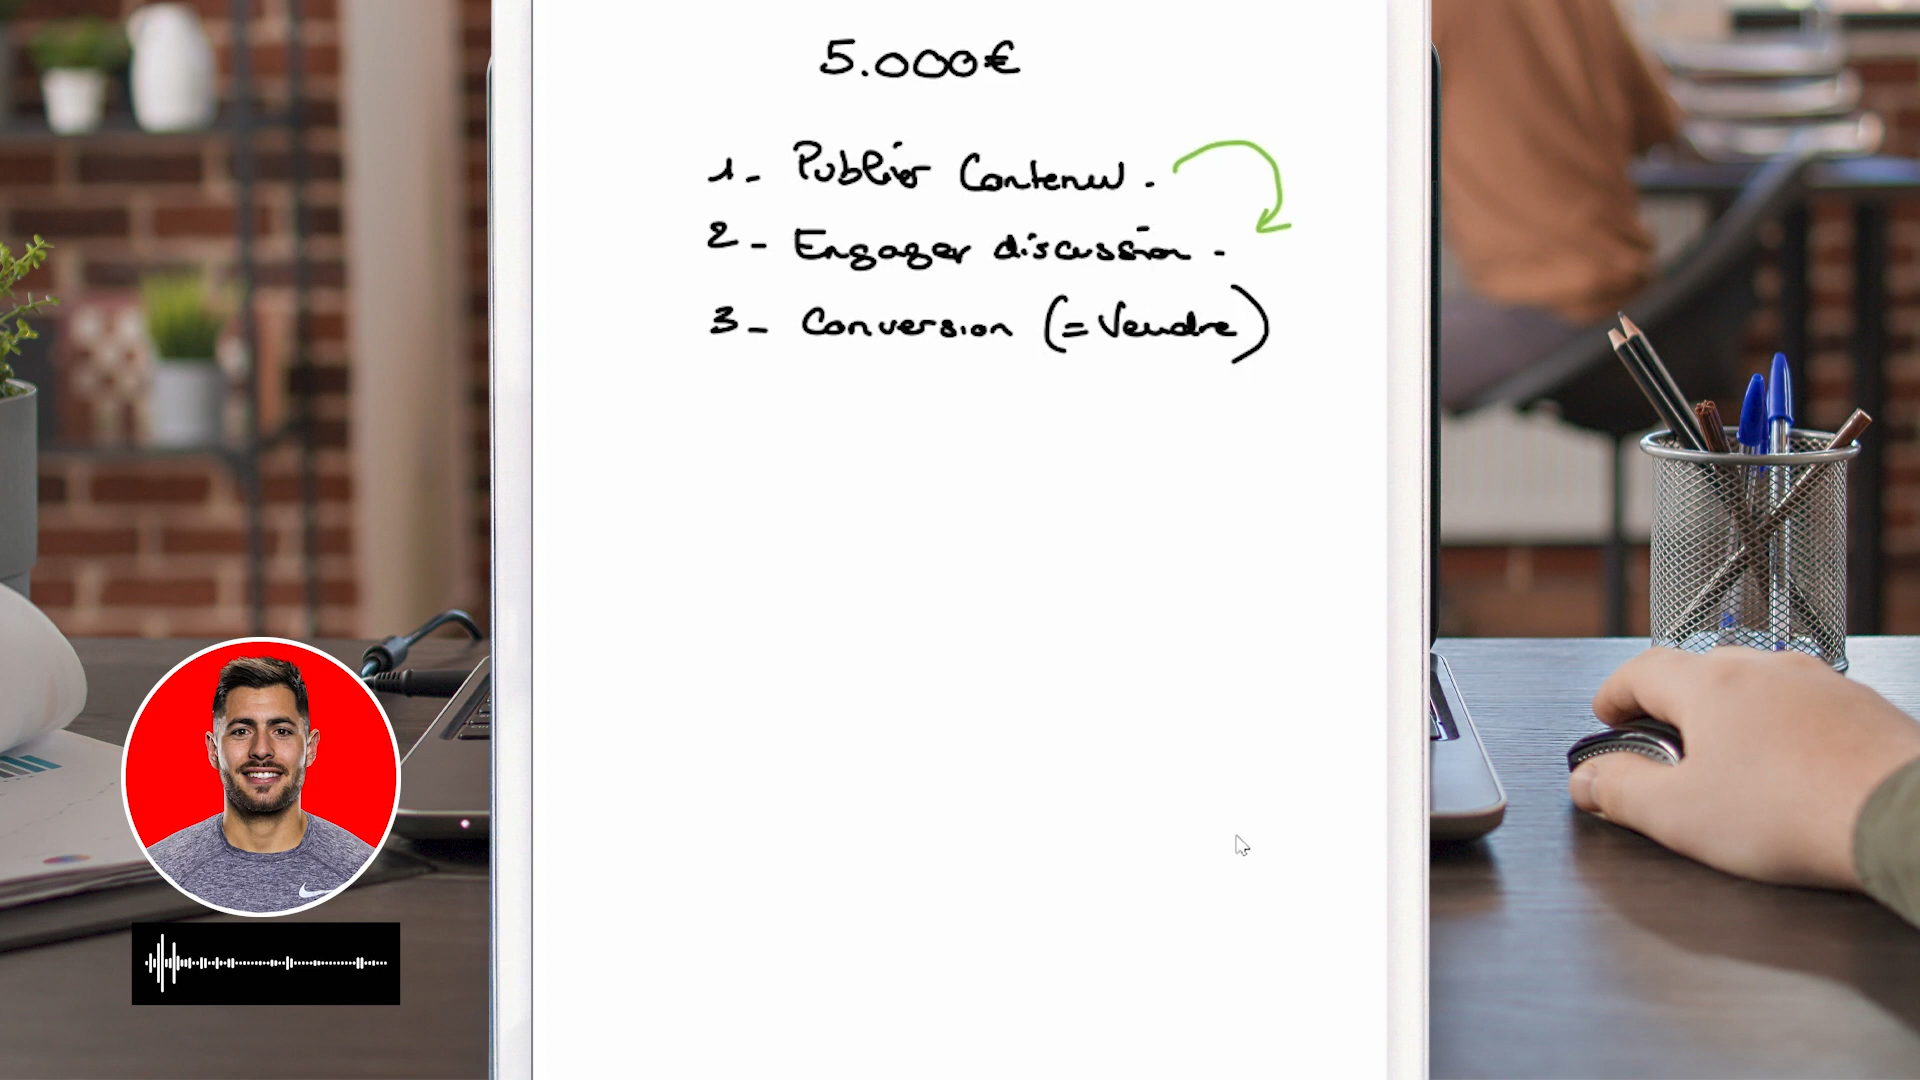 5.000€
1- Publier Contenu.
2- Engager discussion.
3- Conversion (= Vendre)